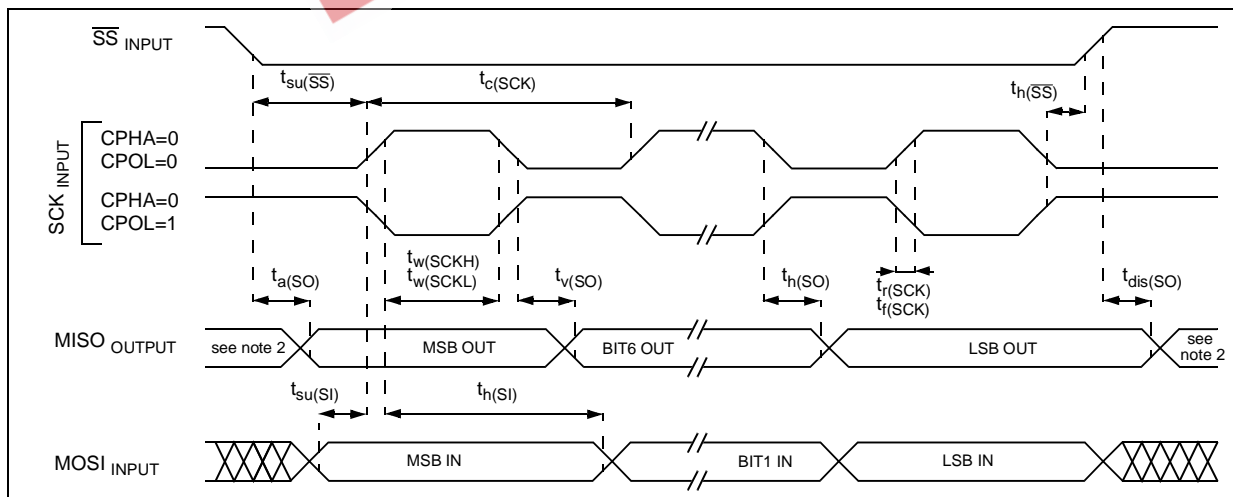 SS INPUT
tsu(SS)
tc(SCK)
th(SS)
SCK INPUT
CPHA=0
CPOL=0
CPHA=0
CPOL=1
ta(SO)
tw(SCKH)
tw(SCKL)
tv(SO)
th(SO)
tr(SCK)
tf(SCK)
tdis(SO)
MISO OUTPUT
see note 2
MSB OUT
BIT6 OUT
LSB OUT
see
note 2
tsu(SI)
th(SI)
MOSI INPUT
MSB IN
BIT1 IN
LSB IN